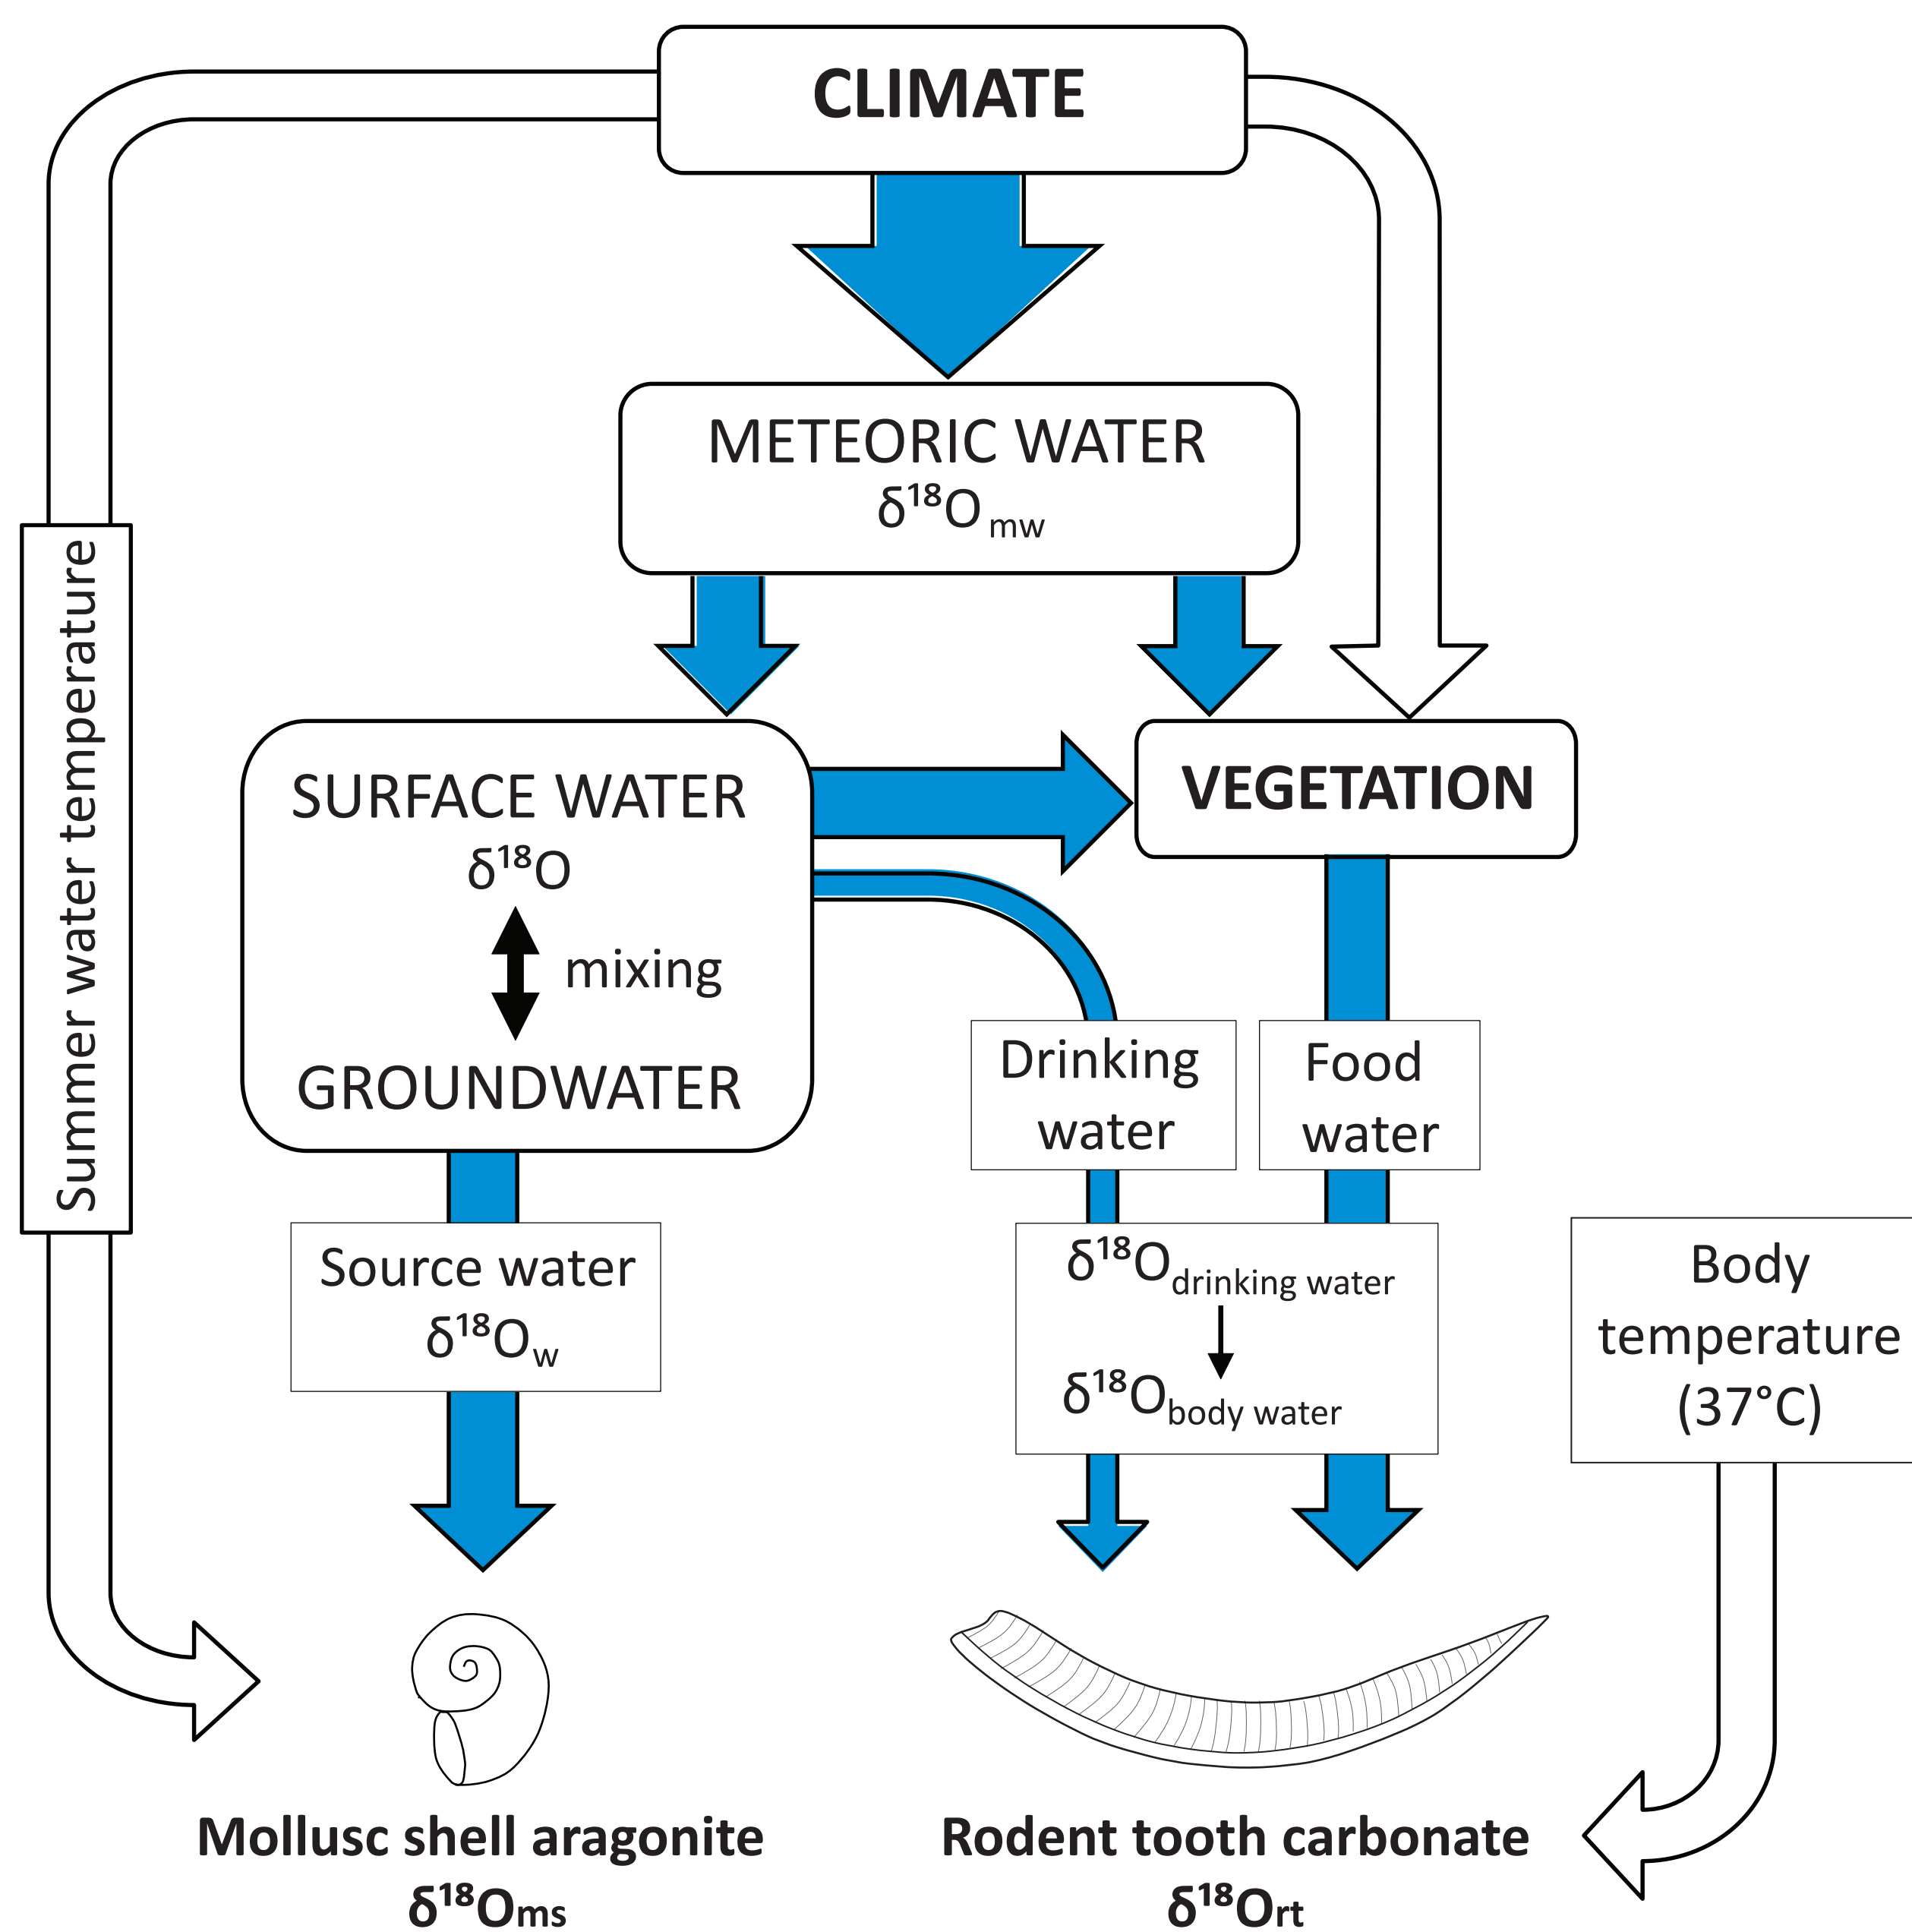 CLIMATE
METEORIC WATER
δ¹⁸O mw
Summer water temperature
SURFACE WATER
δ¹⁸O
mixing
GROUNDWATER
VEGETATION
Drinking
water
Food
water
Source water
δ¹⁸Ow
δ¹⁸Odrinking water
δ¹⁸Obody water
Body
temperature
(37°C)
Mollusc shell aragonite
δ¹⁸Oms
Rodent tooth carbonate
δ¹⁸Ort